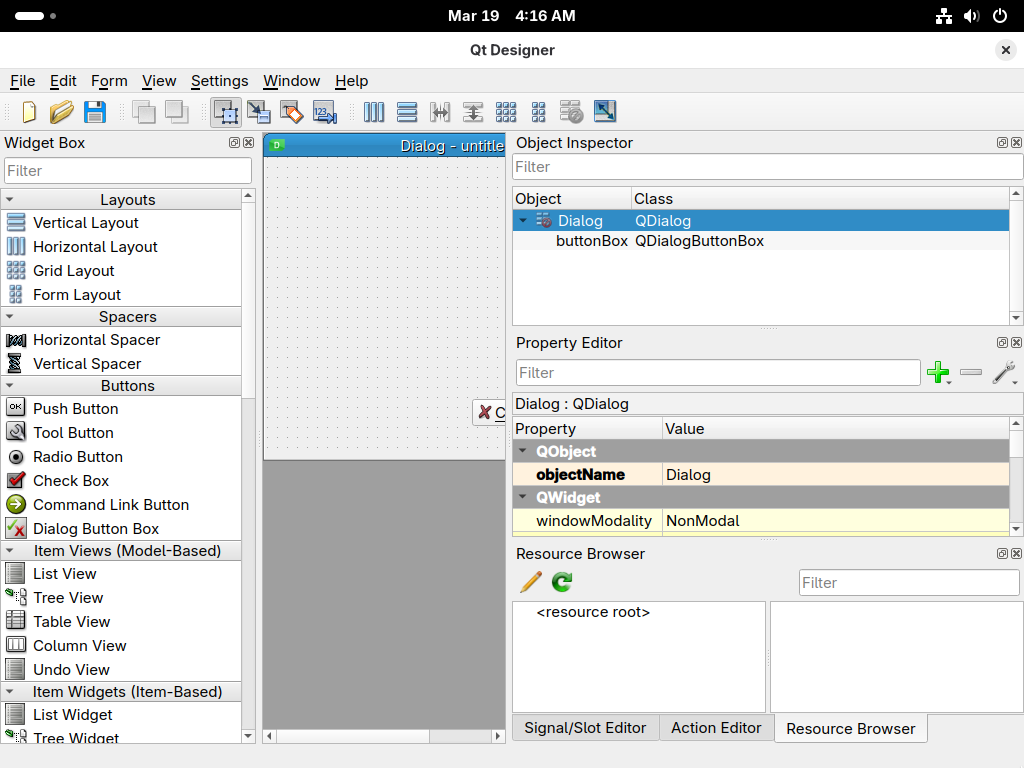 Mar 19 4:16 AM
Qt Designer
File Edit Form View Settings Window Help
Widget Box
Filter
Layouts
Vertical Layout
Horizontal Layout
Grid Layout
Form Layout
Spacers
Horizontal Spacer
Vertical Spacer
Buttons
Push Button
Tool Button
Radio Button
Check Box
Command Link Button
Dialog Button Box
Item Views (Model-Based)
List View
Tree View
Table View
Column View
Undo View
Item Widgets (Item-Based)
List Widget
Tree Widget
Dialog - untitle
C
Object Inspector
Filter
Object Class
Dialog QDialog
buttonBox QDialogButtonBox
Property Editor
Filter
Dialog : QDialog
Property Value
QObject
objectName Dialog
QWidget
windowModality NonModal
Resource Browser
Filter
<resource root>
Signal/Slot Editor Action Editor Resource Browser